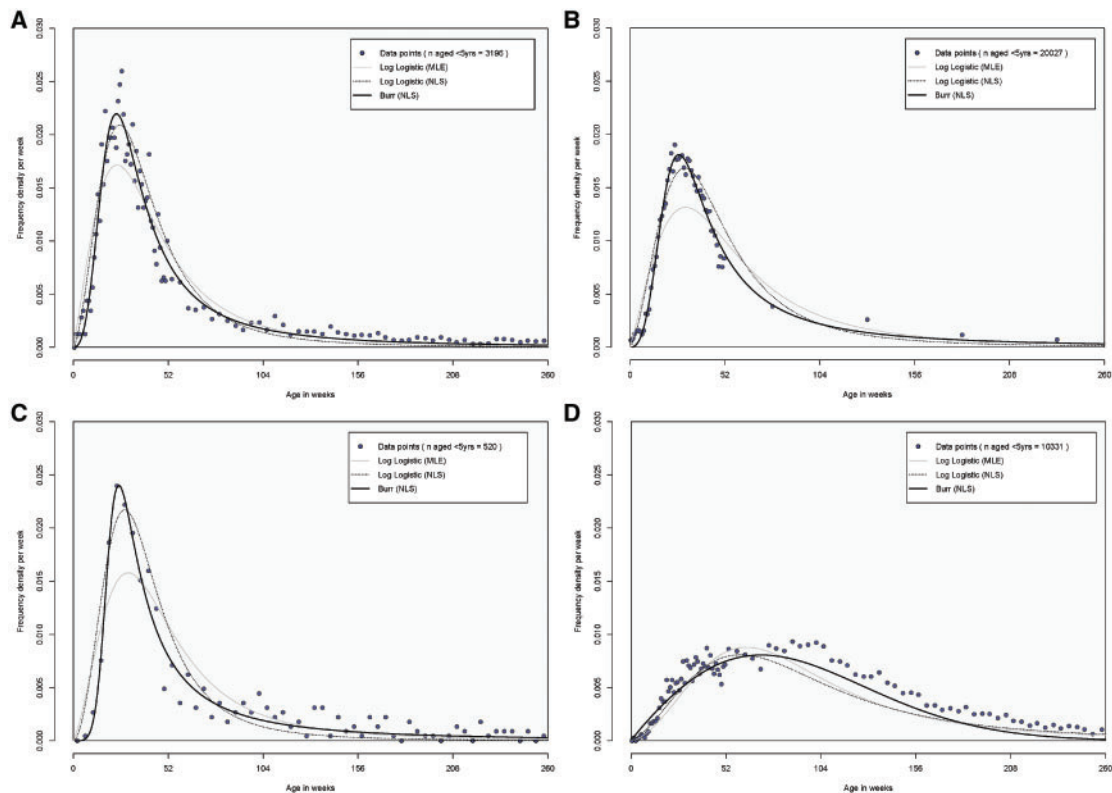 A
Frequency density per week
0.000 0.005 0.010 0.015 0.020 0.025 0.030
Data points ( n aged <5yrs = 3196 )
Log Logistic (MLE)
Log Logistic (NLS)
Burr (NLS)
0 52 104 156 208 260
Age in weeks
B
Frequency density per week
0.000 0.005 0.010 0.015 0.020 0.025 0.030
Data points ( n aged <5yrs = 20027 )
Log Logistic (MLE)
Log Logistic (NLS)
Burr (NLS)
0 52 104 156 208 260
Age in weeks
C
Frequency density per week
0.000 0.005 0.010 0.015 0.020 0.025 0.030
Data points ( n aged <5yrs = 520 )
Log Logistic (MLE)
Log Logistic (NLS)
Burr (NLS)
0 52 104 156 208 260
Age in weeks
D
Frequency density per week
0.000 0.005 0.010 0.015 0.020 0.025 0.030
Data points ( n aged <5yrs = 10331 )
Log Logistic (MLE)
Log Logistic (NLS)
Burr (NLS)
0 52 104 156 208 260
Age in weeks